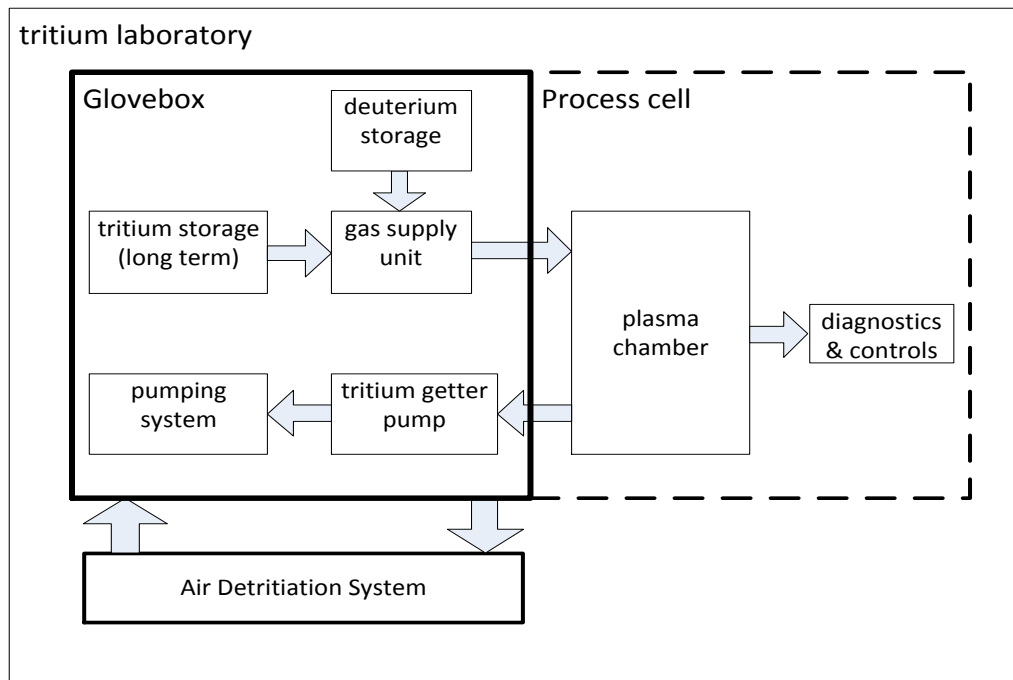 tritium laboratory
Glovebox
Process cell
deuterium
storage
tritium storage
(long term)
gas supply
unit
plasma
chamber
diagnostics
& controls
pumping
system
tritium getter
pump
Air Detritiation System